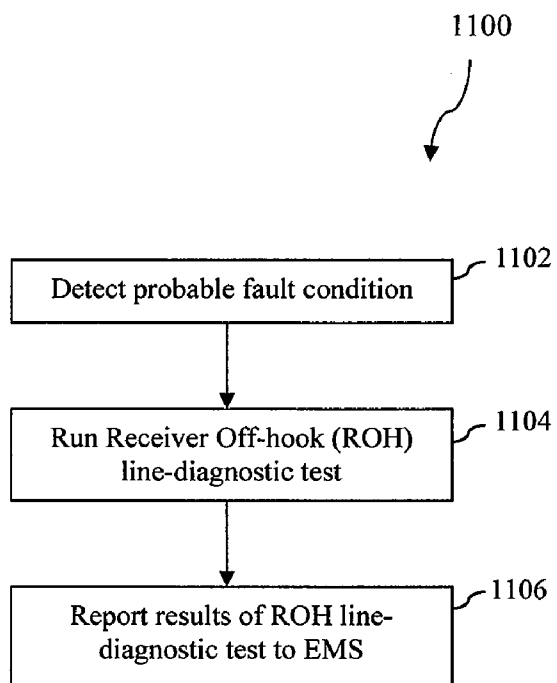 1100
1102
Detect probable fault condition
1104
Run Receiver Off-hook (ROH)
line-diagnostic test
1106
Report results of ROH line-
diagnostic test to EMS